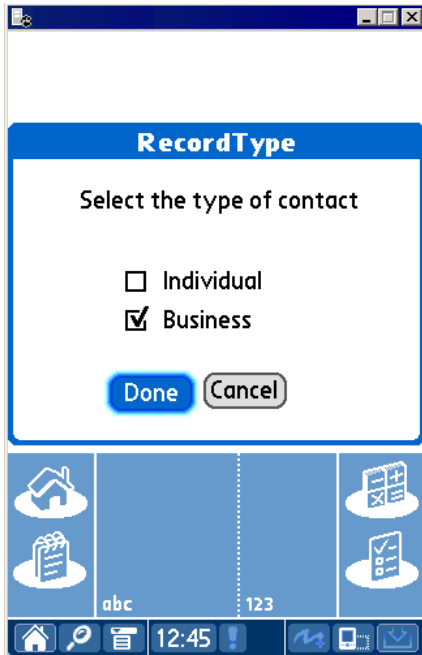 RecordType
Select the type of contact
Individual
Business
Done Cancel
abc 123
12:45